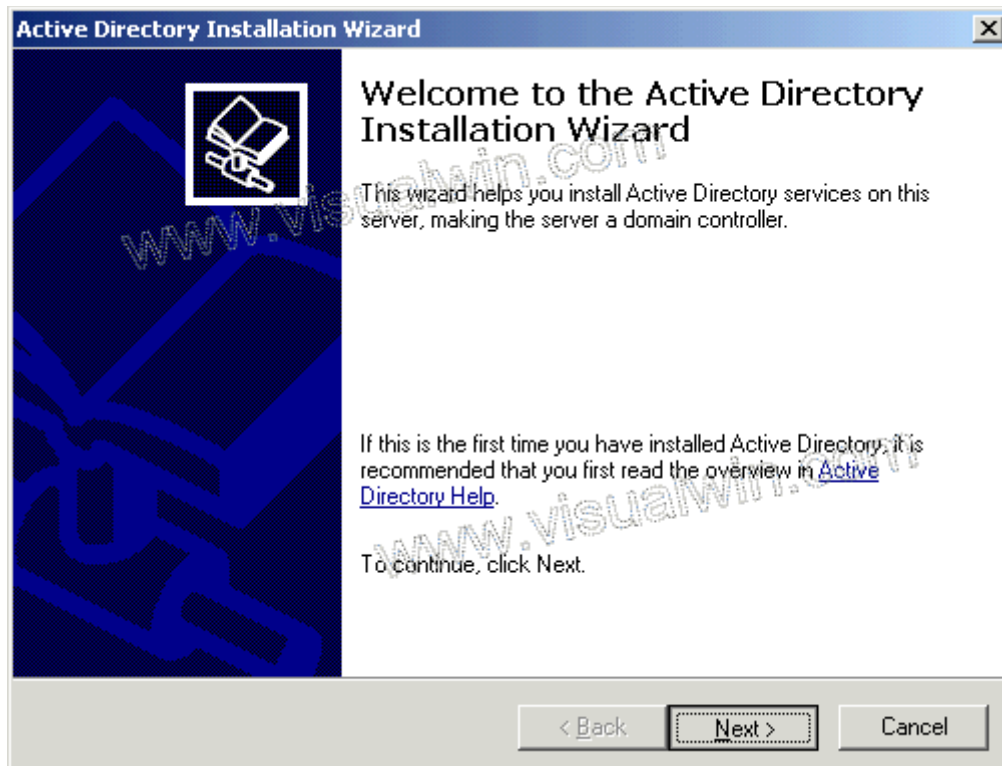 Active Directory Installation Wizard
Welcome to the Active Directory
Installation Wizard
www.visualwin.com
This wizard helps you install Active Directory services on this
server, making the server a domain controller.
If this is the first time you have installed Active Directory, it is
recommended that you first read the overview in Active
Directory Help.
www.visualwin.com
To continue, click Next.
< Back Next > Cancel